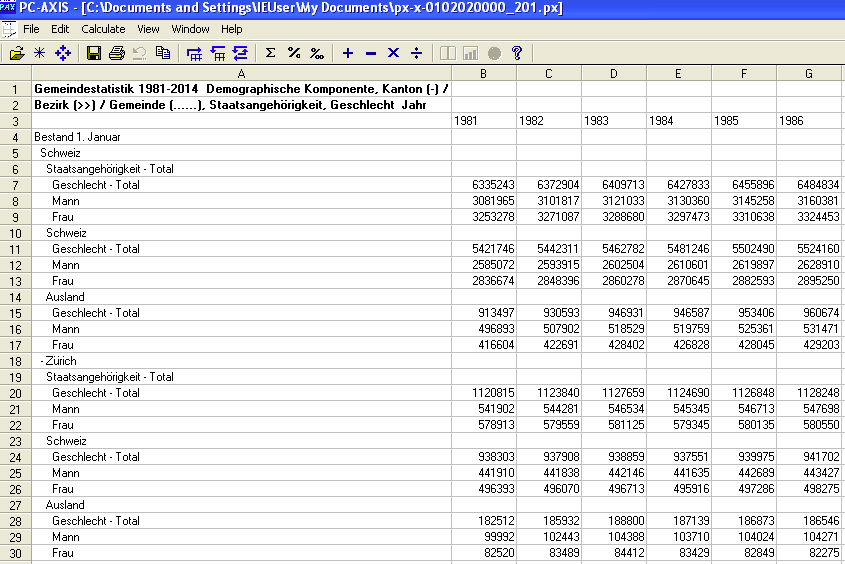 PC-AXIS - [C:\Documents and Settings\IEUser\My Documents\px-x-0102020000_201.px]
File Edit Calculate View Window Help
Σ % ‰ + − × ÷ ?
A B C D E F G
1 Gemeindestatistik 1981-2014 Demographische Komponente, Kanton (-) /
2 Bezirk (>>) / Gemeinde (......), Staatsangehörigkeit, Geschlecht Jahr
3 1981 1982 1983 1984 1985 1986
4 Bestand 1. Januar
5 Schweiz
6 Staatsangehörigkeit - Total
7 Geschlecht - Total 6335243 6372904 6409713 6427833 6455896 6484834
8 Mann 3081965 3101817 3121033 3130360 3145258 3160381
9 Frau 3253278 3271087 3288680 3297473 3310638 3324453
10 Schweiz
11 Geschlecht - Total 5421746 5442311 5462782 5481246 5502490 5524160
12 Mann 2585072 2593915 2602504 2610601 2619897 2628910
13 Frau 2836674 2848396 2860278 2870645 2882593 2895250
14 Ausland
15 Geschlecht - Total 913497 930593 946931 946587 953406 960674
16 Mann 496893 507902 518529 519759 525361 531471
17 Frau 416604 422691 428402 426828 428045 429203
18 - Zürich
19 Staatsangehörigkeit - Total
20 Geschlecht - Total 1120815 1123840 1127659 1124690 1126848 1128248
21 Mann 541902 544281 546534 545345 546713 547698
22 Frau 578913 579559 581125 579345 580135 580550
23 Schweiz
24 Geschlecht - Total 938303 937908 938859 937551 939975 941702
25 Mann 441910 441838 442146 441635 442689 443427
26 Frau 496393 496070 496713 495916 497286 498275
27 Ausland
28 Geschlecht - Total 182512 185932 188800 187139 186873 186546
29 Mann 99992 102443 104388 103710 104024 104271
30 Frau 82520 83489 84412 83429 82849 82275